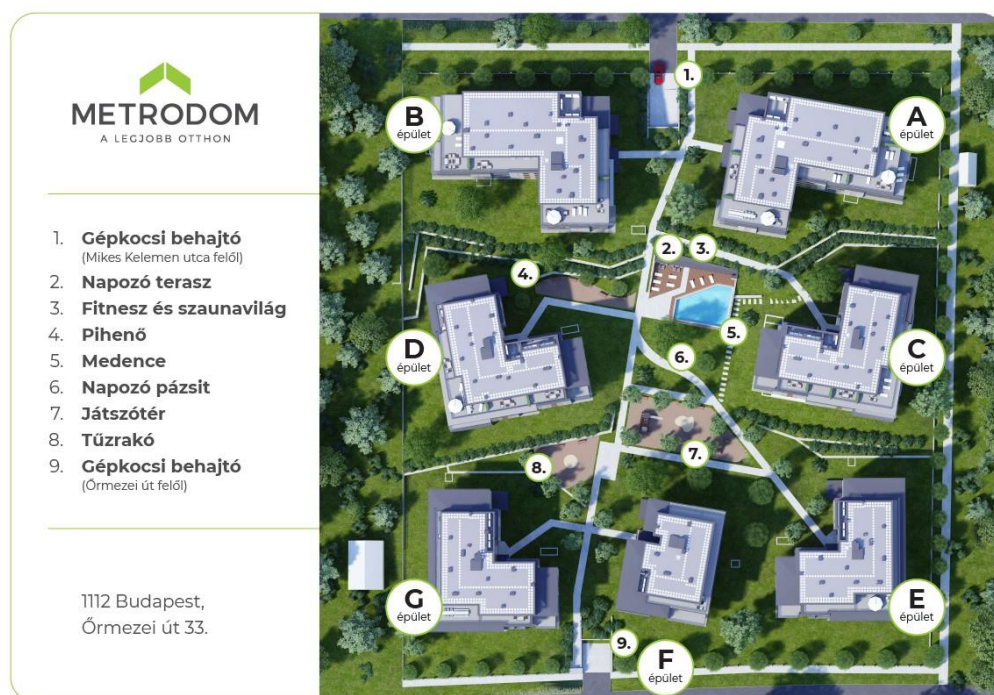 METRODOM
A LEGJOBB OTTHON
1. Gépkocsi behajtó
(Mikes Kelemen utca felől)
2. Napozó terasz
3. Fitnesz és szaunavilág
4. Pihenő
5. Medence
6. Napozó pázsit
7. Játszótér
8. Tűzrakó
9. Gépkocsi behajtó
(Őrmezei út felől)
1112 Budapest,
Őrmezei út 33.
1.
B
épület
A
épület
2.
3.
4.
5.
D
épület
C
épület
6.
7.
8.
G
épület
E
épület
9.
F
épület